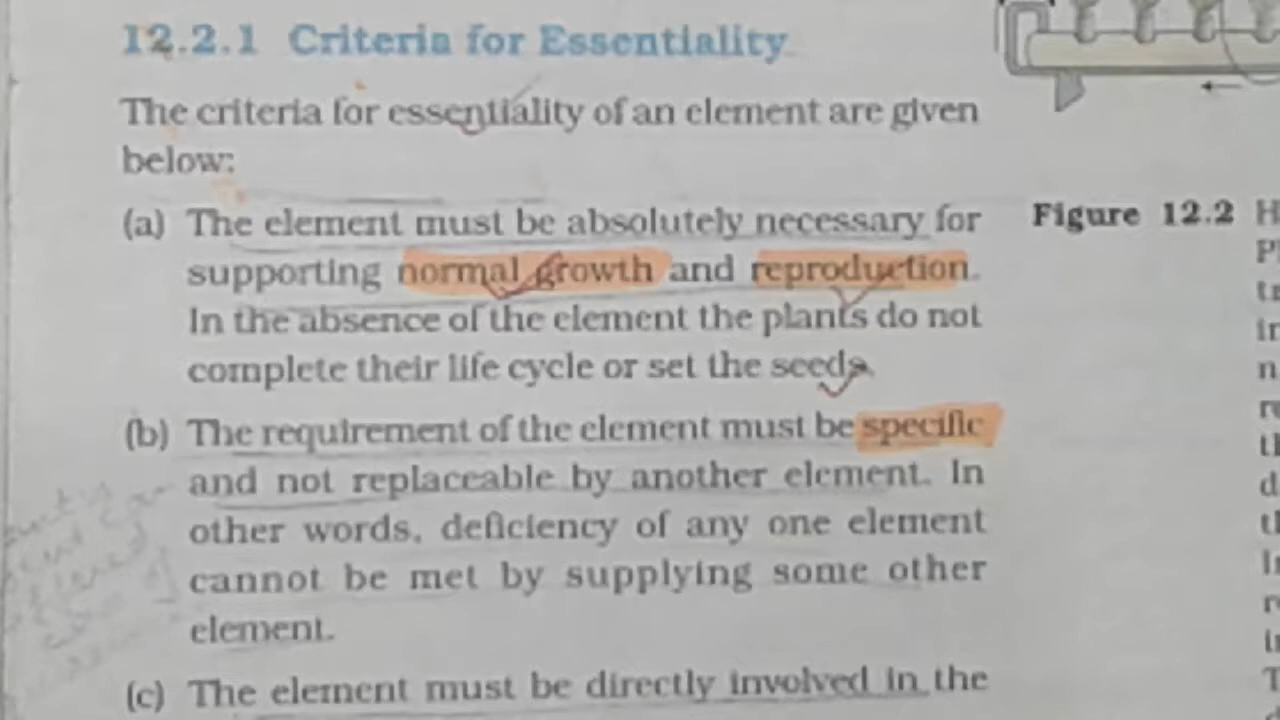 12.2.1 Criteria for Essentiality
The criteria for essentiality of an element are given
below:
(a) The element must be absolutely necessary for
supporting normal growth and reproduction.
In the absence of the element the plants do not
complete their life cycle or set the seeds.
(b) The requirement of the element must be specific
and not replaceable by another element. In
other words, deficiency of any one element
cannot be met by supplying some other
element.
(c) The element must be directly involved in the
Figure 12.2